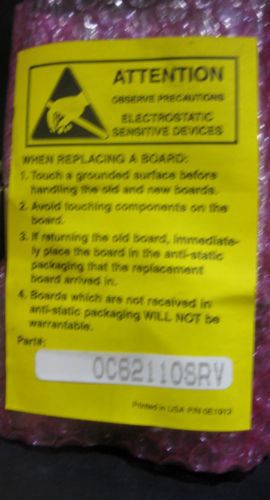 ATTENTION
OBSERVE PRECAUTIONS
ELECTROSTATIC
SENSITIVE DEVICES
WHEN REPLACING A BOARD:
1. Touch a grounded surface before
handling the old and new boards.
2. Avoid touching components on the
board.
3. If returning the old board, immediate-
ly place the board in the anti-static
packaging that the replacement
board arrived in.
4. Boards which are not received in
anti-static packaging WILL NOT be
warrantable.
Part#:
OC82110SRV
Printed in USA P/N 0E1913